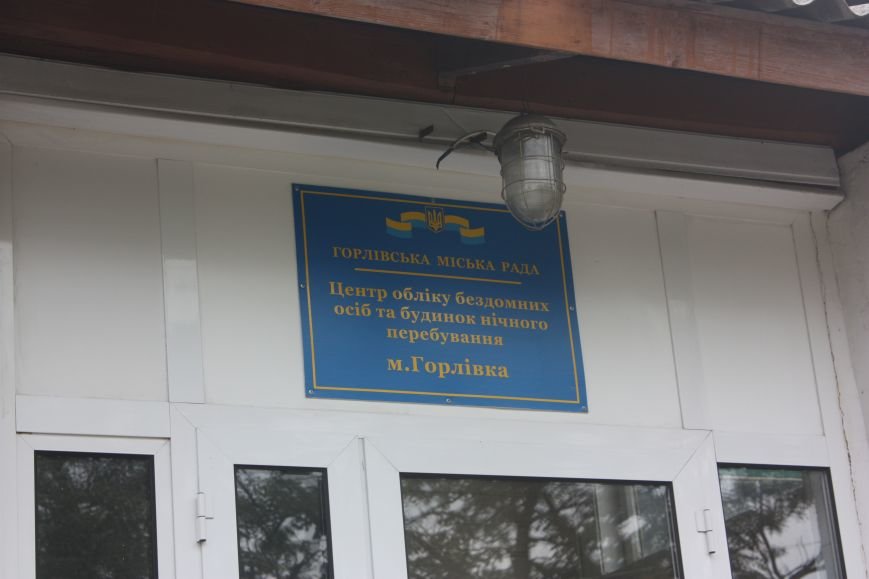 ГОРЛІВСЬКА МІСЬКА РАДА
Центр обліку бездомних
осіб та будинок нічного
перебування
м.Горлівка